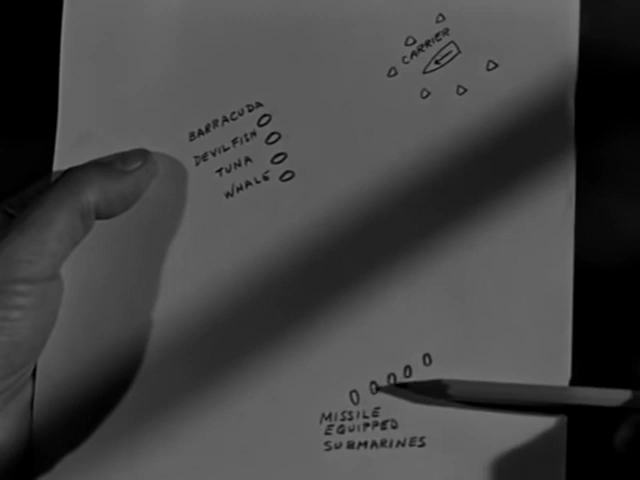 CARRIER
BARRACUDA
DEVILFISH
TUNA
WHALE
MISSILE
EQUIPPED
SUBMARINES